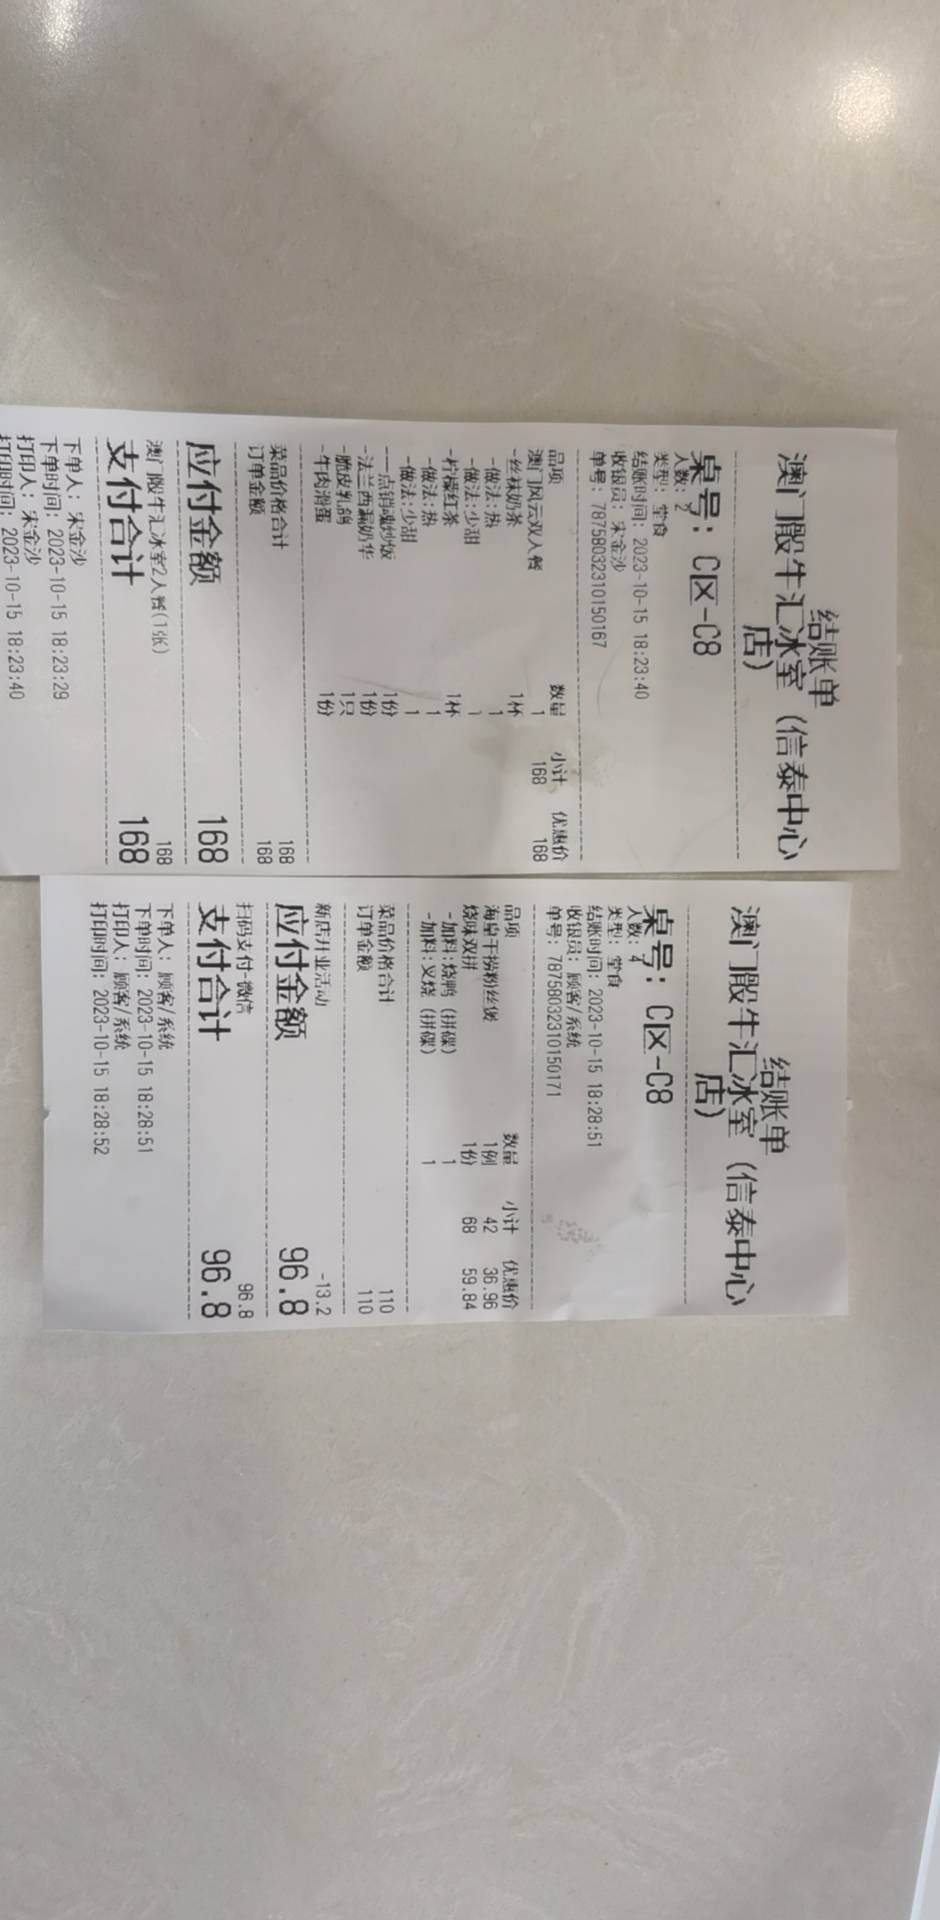 结账单
澳门殿牛汇冰室（信泰中心
店）
桌号：C区-C8
人数：2
类型：堂食
结账时间：2023-10-15 18:23:40
收银员：宋金沙
单号：78758032310150167
品项 数量 小计 优惠价
澳门风云双人餐 1 168 168
-丝袜奶茶 1杯
-做法:热 1
-做法:少甜 1
-柠檬红茶 1杯
-做法:热 1
-做法:少甜 1
-一点销魂炒饭 1份
-法兰西漏奶华 1份
-脆皮乳鸽 1只
-牛肉滑蛋 1份
菜品价格合计 168
订单金额 168
应付金额 168
澳门殿牛汇冰室2人餐(1张) 168
支付合计 168
下单人：宋金沙
下单时间：2023-10-15 18:23:29
打印人：宋金沙
打印时间：2023-10-15 18:23:40
结账单
澳门殿牛汇冰室（信泰中心
店）
桌号：C区-C8
人数：4
类型：堂食
结账时间：2023-10-15 18:28:51
收银员：顾客/系统
单号：78758032310150171
品项 数量 小计 优惠价
海皇干捞粉丝煲 1例 42 36.96
烧味双拼 1份 68 59.84
-加料:烧鸭（拼碟） 1
-加料:叉烧（拼碟） 1
菜品价格合计 110
订单金额 110
新店开业活动 -13.2
应付金额 96.8
扫码支付-微信 96.8
支付合计 96.8
下单人：顾客/系统
下单时间：2023-10-15 18:28:51
打印人：顾客/系统
打印时间：2023-10-15 18:28:52